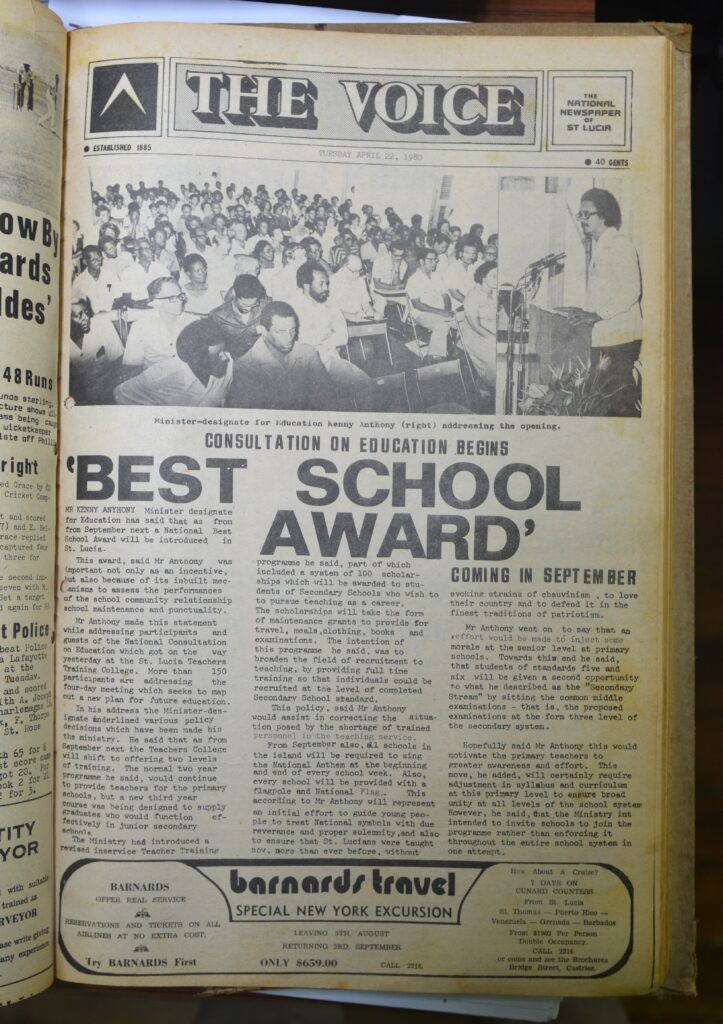 THE VOICE
THE
NATIONAL
NEWSPAPER
OF
ST LUCIA
● ESTABLISHED 1885
TUESDAY APRIL 22, 1980
● 40 CENTS
Minister-designate for Education Kenny Anthony (right) addressing the opening.
CONSULTATION ON EDUCATION BEGINS
'BEST SCHOOL
AWARD'
COMING IN SEPTEMBER
MR KENNY ANYHONY Minister designate
for Education has said that as fron
from September next a National Best
School Award will be introduced in
St. Lucia.
This award, said Mr Antnony was
important not only as an incentive,
but also because of its inbuilt mec-
anisms to assess the performances
of the school community relationship
school maintenance and punctuality.
Mr Anthony made this statement
while addressing participants and
guests of the National Consultation
on Education which got on the way
yesterday at the St. Lucia Teachers
Training College. More than 150
participants are addressing the
four-day meeting which seeks to map
out a new plan for future education.
In his address the Minister-des-
ignate underlined various policy
decisions which have been made his
the ministry. He said that as from
September next the Teachers College
will shift to offering two levels
of training. The normal two year
programme he said, would continue
to provide teachers for the primary
schools, but a new third year
course was being designed to supply
graduates who would function ef-
fectively in junior secondary
schools
The Ministry had introduced a
revised inservice Teacher Training
programme he said, part of which
included a system of 100 scholar-
ships which will be awarded to stu-
dents of Secondary Schools who wish to
to pursue teaching as a career.
The scholarships will take the form
of maintenance grants to provide for
travel, meals,clothing, books and
examinations. The intention of
this programme he said, was to
broaden the field of recruitment to
teaching, by providing full time
training so that individuals could be
recruited at the level of completed
Secondary School standard.
This policy, said Mr Anthony
would assist in correcting the situa-
tion posed by the shortage of trained
personnel in the teaching service.
From September also, all schools in
the island will be required to sing
the National Anthem at the beginning
and end of every school week. Also,
every school will be provided with a
flagpole and National Flag. This
according to Mr Anthony will represent
an initial effort to guide young peo-
ple to treat National symbols with due
reverance and proper solemnity,and also
to ensure that St. Lucians were taught
now, more than ever before, without
evoking strains of chauvinism , to love
their country and to defend it in the
finest traditions of patriotism.
Mr Anthony went on to say that an
effort would be made to inject some
morale at the senior level at primary
schools. Towards this end he said,
that students of standards five and
six will be given a second opportunity
to what he described as the "Secondary
Stream" by sitting the common middle
examinations - that is, the proposed
examinations at the form three level of
the secondary system.
Hopefully said Mr Anthony this would
motivate the primary teachers to
greater awareness and effort. This
move, he added, will certainly require
adjustment in syllabus and curriculum
at this primary level to ensure broad
unity at all levels of the school system
However, he said, that the Ministry int
intended to invite schools to join the
programme rather than enforcing it
throughout the entire school system in
one attempt.
BARNARDS
OFFER REAL SERVICE
RESERVATIONS AND TICKETS ON ALL
AIRLINES AT NO EXTRA COST.
Try BARNARDS First
barnards travel
SPECIAL NEW YORK EXCURSION
LEAVING 5TH AUGUST
RETURNING 3RD SEPTEMBER
ONLY $659.00 CALL 2214.
How About A Cruise?
7 DAYS ON
CUNARD COUNTESS
From St. Lucia
St. Thomas — Puerto Rico —
Venezuela — Grenada — Barbados
From $1902 Per Person
Double Occupancy.
CALL 2214
or come and see the Brochures
Bridge Street, Castries.